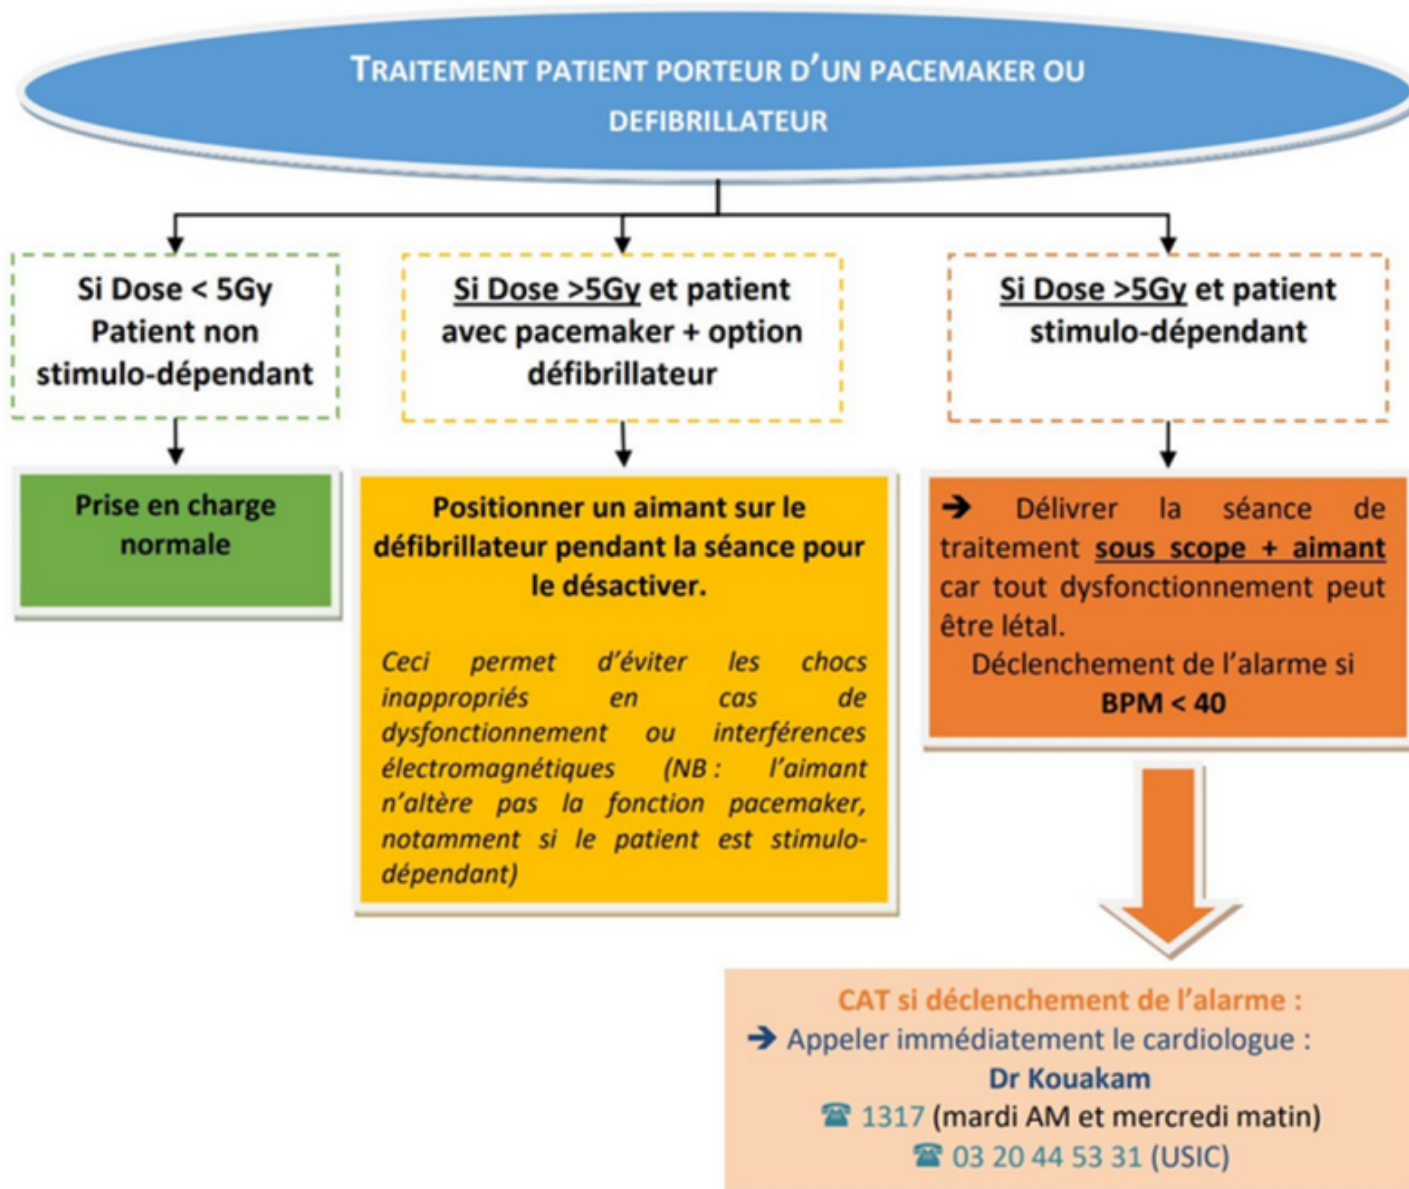 TRAITEMENT PATIENT PORTEUR D'UN PACEMAKER OU
DEFIBRILLATEUR
Si Dose < 5Gy
Patient non
stimulo-dépendant
Si Dose >5Gy et patient
avec pacemaker + option
défibrillateur
Si Dose >5Gy et patient
stimulo-dépendant
Prise en charge
normale
Positionner un aimant sur le
défibrillateur pendant la séance pour
le désactiver.
Ceci permet d'éviter les chocs
inappropriés en cas de
dysfonctionnement ou interférences
électromagnétiques (NB : l'aimant
n'altère pas la fonction pacemaker,
notamment si le patient est stimulo-
dépendant)
➔ Délivrer la séance de
traitement sous scope + aimant
car tout dysfonctionnement peut
être létal.
Déclenchement de l'alarme si
BPM < 40
CAT si déclenchement de l'alarme :
➔ Appeler immédiatement le cardiologue :
Dr Kouakam
☎ 1317 (mardi AM et mercredi matin)
☎ 03 20 44 53 31 (USIC)